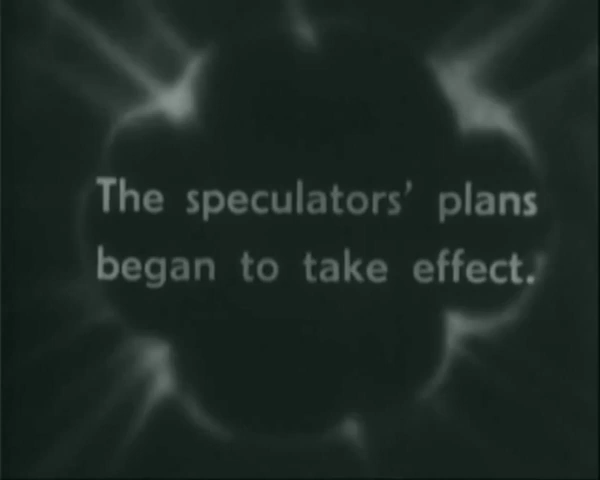 The speculators’ plans
began to take effect.